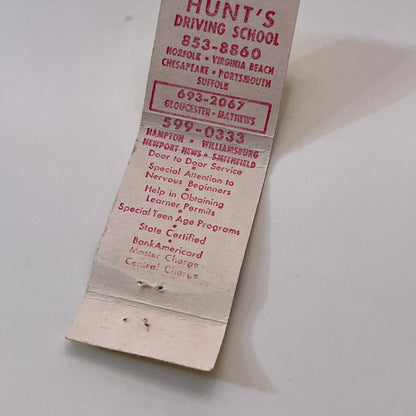 HUNT'S
DRIVING SCHOOL
853-8860
NORFOLK • VIRGINIA BEACH
CHESAPEAKE • PORTSMOUTH
SUFFOLK
693-2067
GLOUCESTER - MATHEWS
599-0333
HAMPTON • WILLIAMSBURG
NEWPORT NEWS • SMITHFIELD
Door to Door Service
•
Special Attention to
Nervous Beginners
•
Help in Obtaining
Learner Permits
•
Special Teen Age Programs
•
State Certified
•
BankAmericard
Master Charge
Central Charge